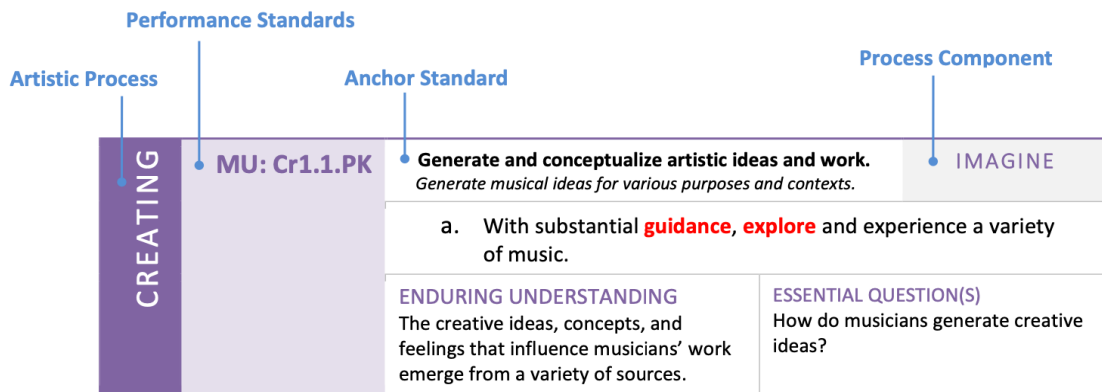 Performance Standards
Artistic Process
Anchor Standard
Process Component
CREATING
MU: Cr1.1.PK
Generate and conceptualize artistic ideas and work.
Generate musical ideas for various purposes and contexts.
IMAGINE
a. With substantial guidance, explore and experience a variety
of music.
ENDURING UNDERSTANDING
The creative ideas, concepts, and
feelings that influence musicians’ work
emerge from a variety of sources.
ESSENTIAL QUESTION(S)
How do musicians generate creative
ideas?